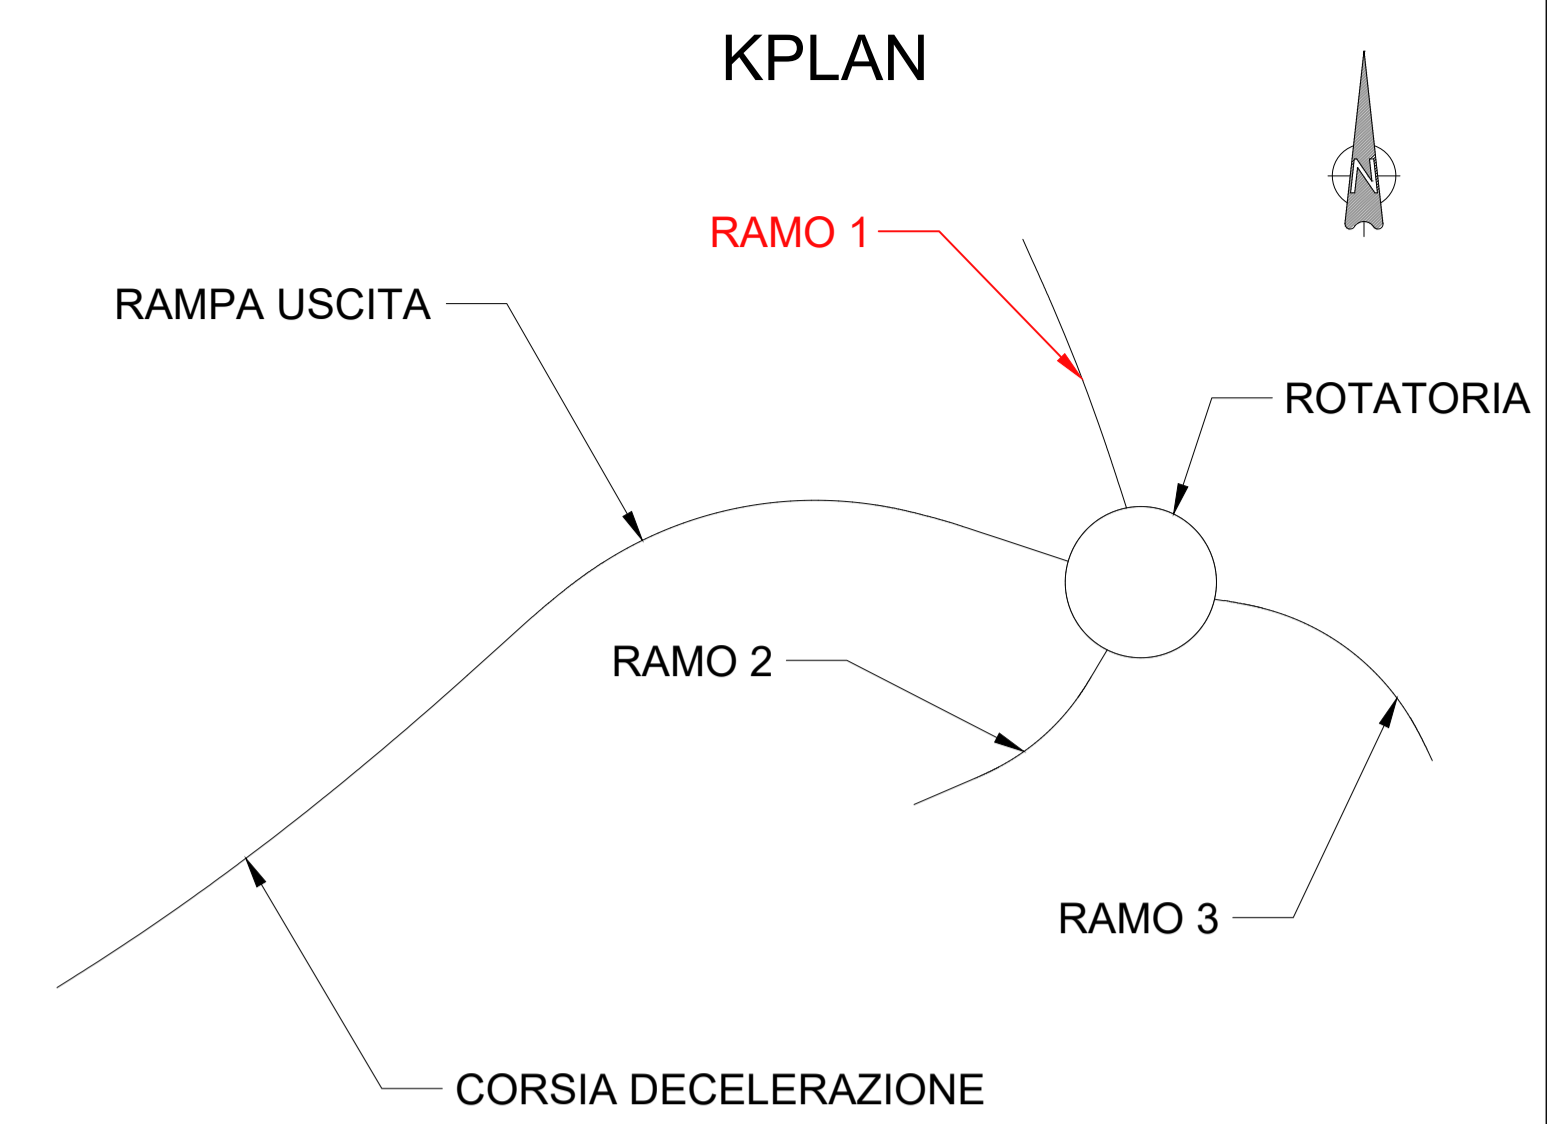 KPLAN
N
RAMO 1
RAMPA USCITA
ROTATORIA
RAMO 2
RAMO 3
CORSIA DECELERAZIONE